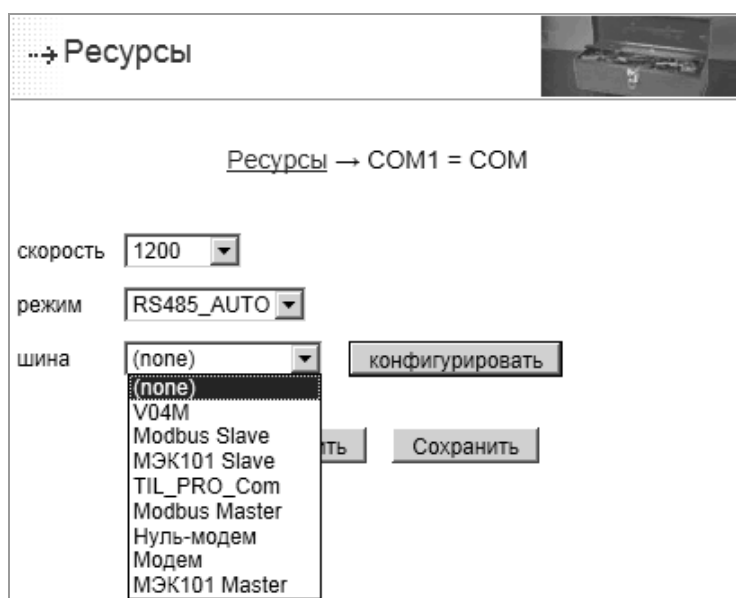 Ресурсы
Ресурсы → COM1 = COM
скорость 1200
режим RS485_AUTO
шина (none) конфигурировать
(none)
V04M
Modbus Slave
МЭК101 Slave ить Сохранить
TIL_PRO_Com
Modbus Master
Нуль-модем
Модем
МЭК101 Master